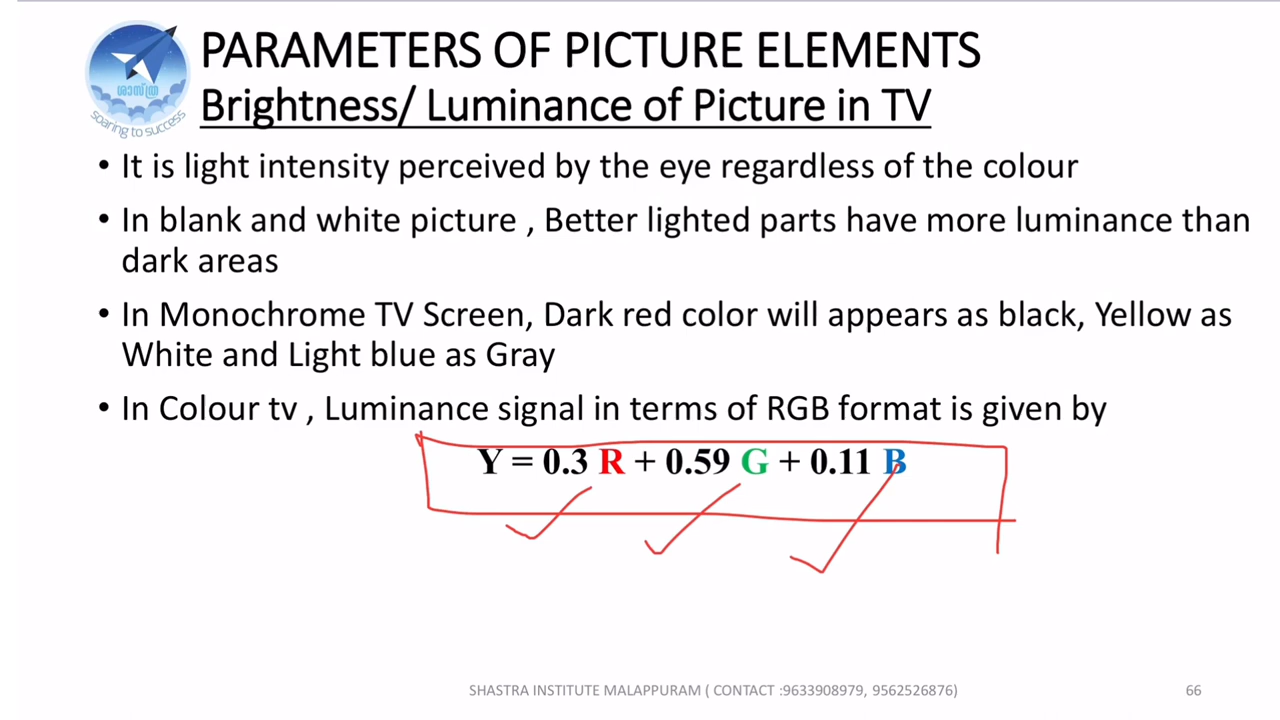 PARAMETERS OF PICTURE ELEMENTS
Brightness/ Luminance of Picture in TV
ശാസ്ത്ര
soaring to success
• It is light intensity perceived by the eye regardless of the colour
• In blank and white picture , Better lighted parts have more luminance than
dark areas
• In Monochrome TV Screen, Dark red color will appears as black, Yellow as
White and Light blue as Gray
• In Colour tv , Luminance signal in terms of RGB format is given by
Y = 0.3 R + 0.59 G + 0.11 B
SHASTRA INSTITUTE MALAPPURAM ( CONTACT :9633908979, 9562526876)
66